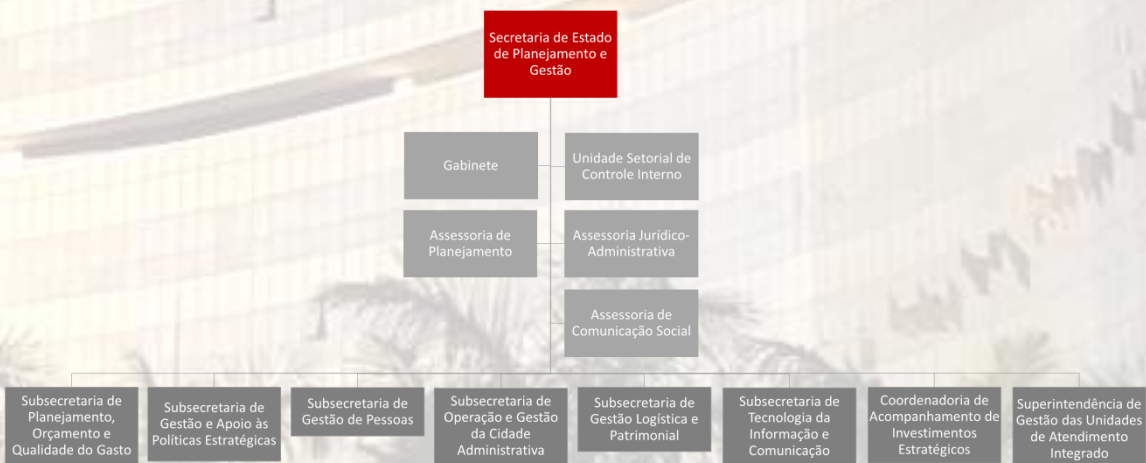 Secretaria de Estado
de Planejamento e
Gestão
Gabinete
Unidade Setorial de
Controle Interno
Assessoria de
Planejamento
Assessoria Jurídico-
Administrativa
Assessoria de
Comunicação Social
Subsecretaria de
Planejamento,
Orçamento e
Qualidade do Gasto
Subsecretaria de
Gestão e Apoio às
Políticas Estratégicas
Subsecretaria de
Gestão de Pessoas
Subsecretaria de
Operação e Gestão
da Cidade
Administrativa
Subsecretaria de
Gestão Logística e
Patrimonial
Subsecretaria de
Tecnologia da
Informação e
Comunicação
Coordenadoria de
Acompanhamento de
Investimentos
Estratégicos
Superintendência de
Gestão das Unidades
de Atendimento
Integrado